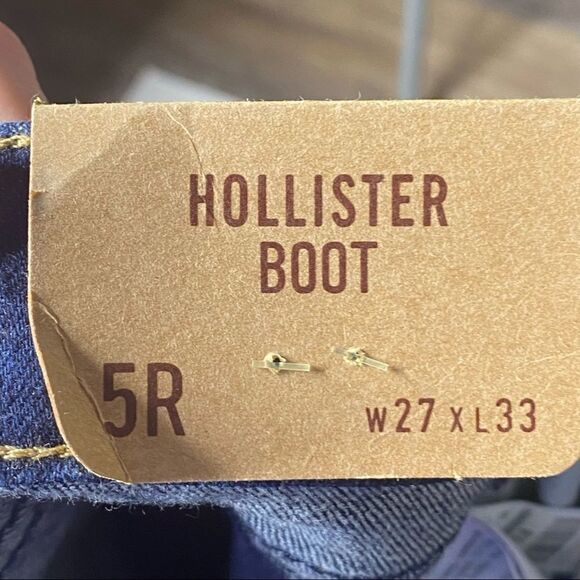 HOLLISTER
BOOT
5R
W27 X L33